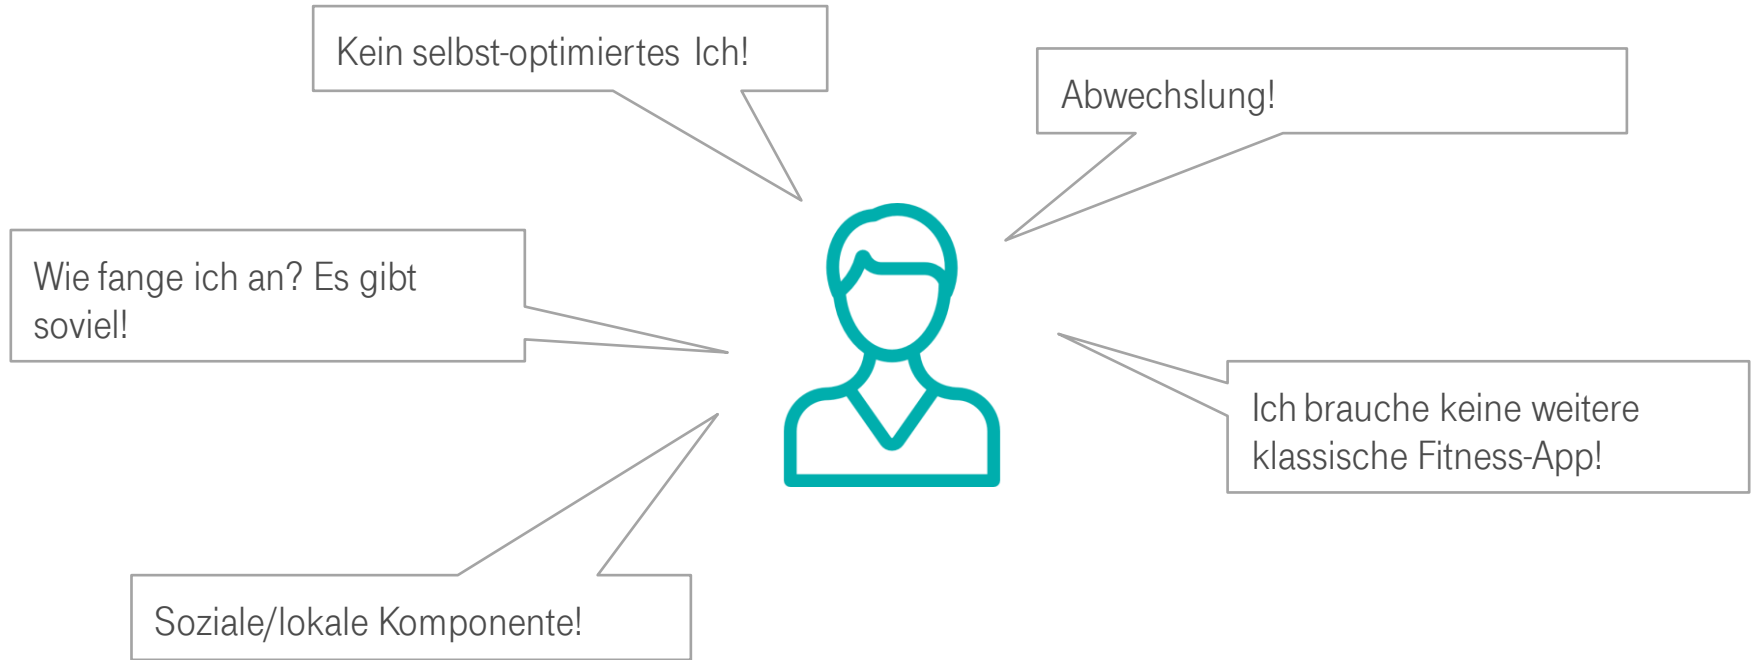 Kein selbst-optimiertes Ich!
Abwechslung!
Wie fange ich an? Es gibt
soviel!
Ich brauche keine weitere
klassische Fitness-App!
Soziale/lokale Komponente!